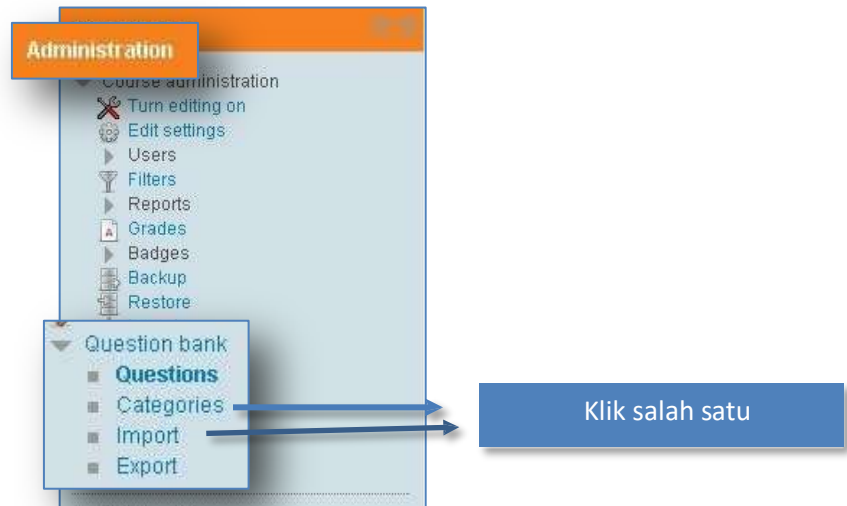 Administration
Course administration
Turn editing on
Edit settings
Users
Filters
Reports
Grades
Badges
Backup
Restore
Question bank
Questions
Categories
Import
Export
Klik salah satu